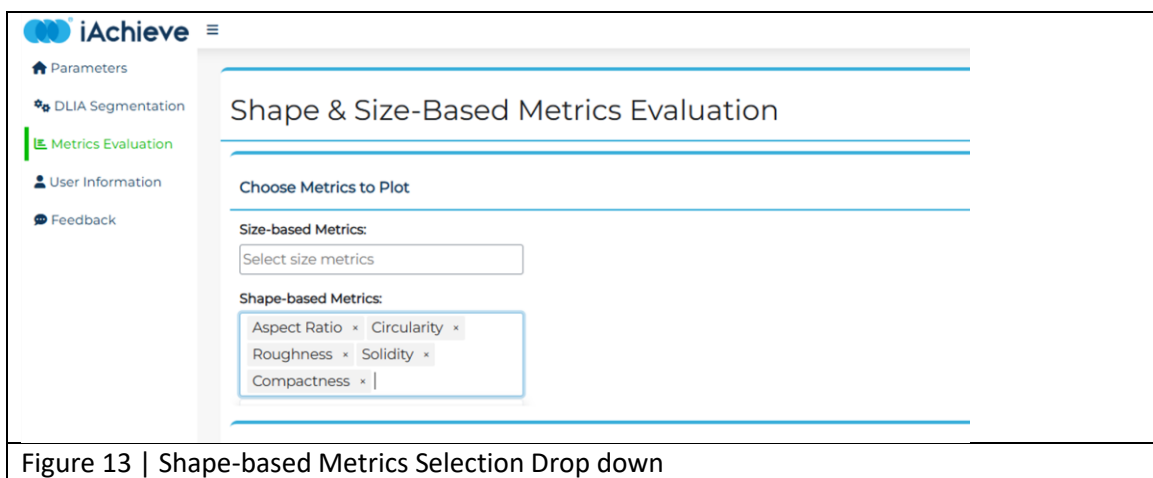 iAchieve
Parameters
DLIA Segmentation
Metrics Evaluation
User Information
Feedback
Shape & Size-Based Metrics Evaluation
Choose Metrics to Plot
Size-based Metrics:
Select size metrics
Shape-based Metrics:
Aspect Ratio × Circularity ×
Roughness × Solidity ×
Compactness ×
Figure 13 | Shape-based Metrics Selection Drop down